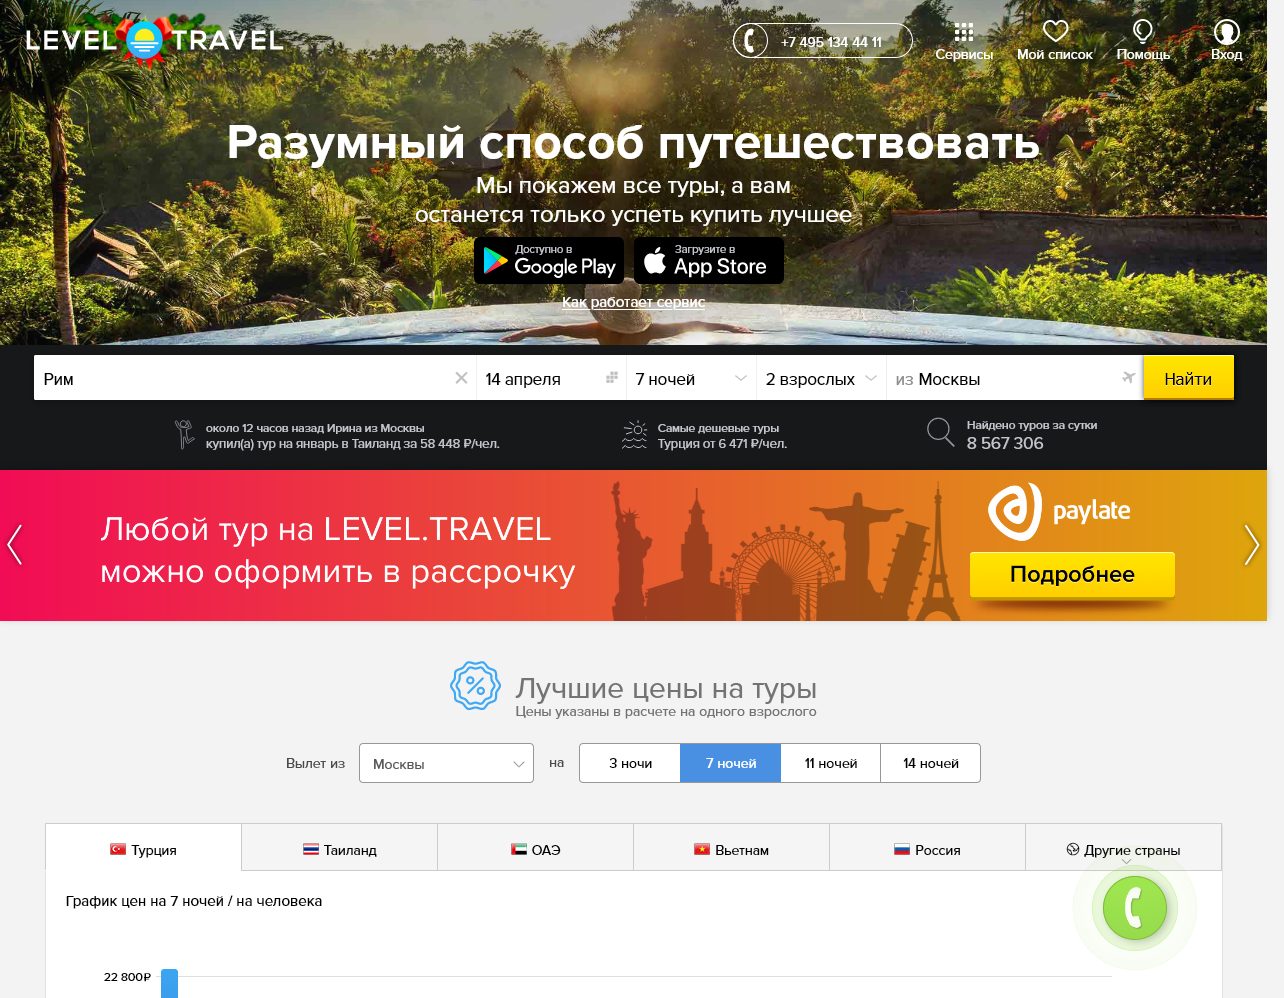 LEVEL TRAVEL
+7 495 134 44 11
Сервисы
Мой список
Помощь
Вход
Разумный способ путешествовать
Мы покажем все туры, а вам
останется только успеть купить лучшее
Доступно в
Google Play
Загрузите в
App Store
Как работает сервис
Рим
14 апреля
7 ночей
2 взрослых
из Москвы
Найти
около 12 часов назад Ирина из Москвы
купил(а) тур на январь в Таиланд за 58 448 ₽/чел.
Самые дешевые туры
Турция от 6 471 ₽/чел.
Найдено туров за сутки
8 567 306
Любой тур на LEVEL.TRAVEL
можно оформить в рассрочку
paylate
Подробнее
Лучшие цены на туры
Цены указаны в расчете на одного взрослого
Вылет из
Москвы
на
3 ночи
7 ночей
11 ночей
14 ночей
Турция
Таиланд
ОАЭ
Вьетнам
Россия
Другие страны
График цен на 7 ночей / на человека
22 800₽